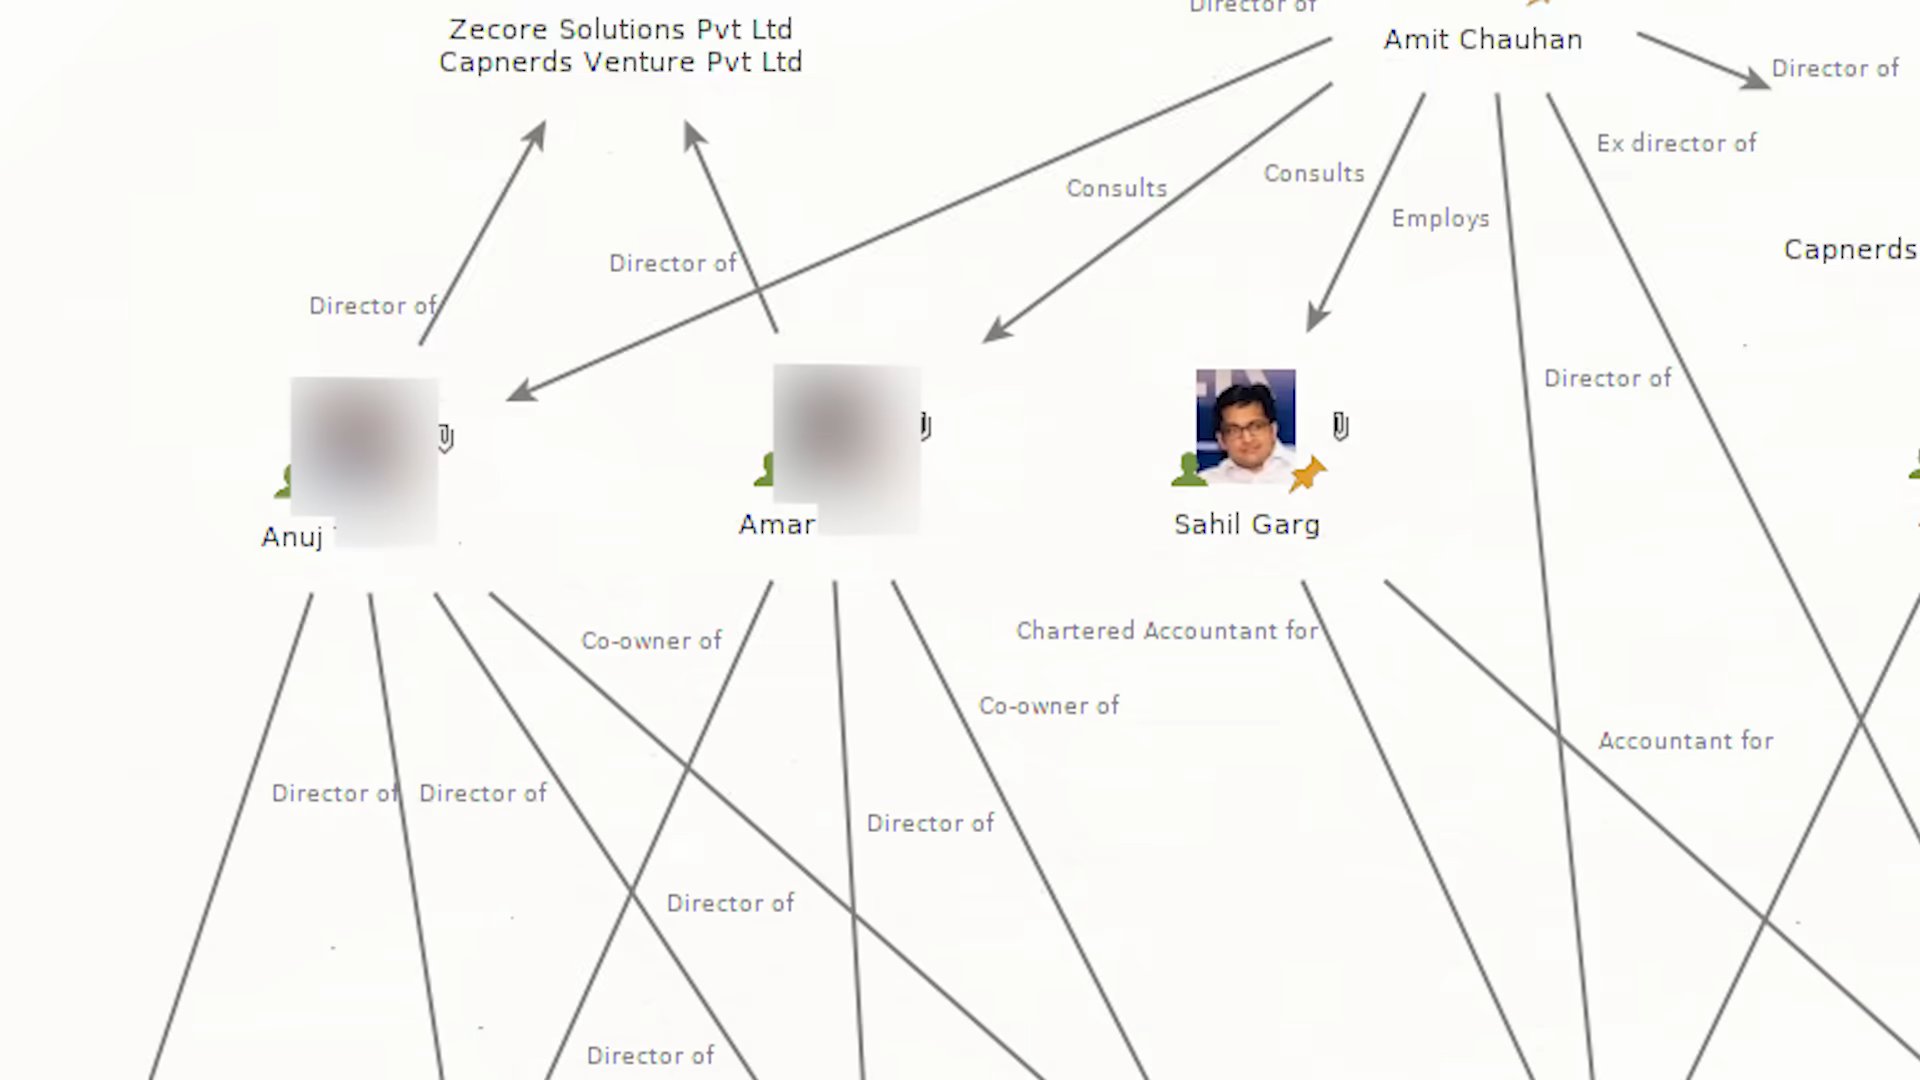 Director of
Zecore Solutions Pvt Ltd
Capnerds Venture Pvt Ltd
Amit Chauhan
Director of
Ex director of
Consults
Consults
Employs
Capnerds
Director of
Director of
Director of
Anuj
Amar
Sahil Garg
Co-owner of
Chartered Accountant for
Co-owner of
Accountant for
Director of
Director of
Director of
Director of
Director of